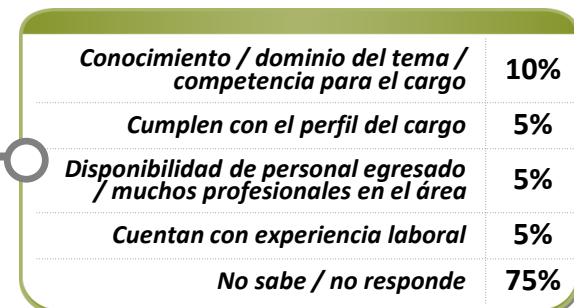 Conocimiento / dominio del tema /
competencia para el cargo 10%
Cumplen con el perfil del cargo 5%
Disponibilidad de personal egresado
/ muchos profesionales en el área 5%
Cuentan con experiencia laboral 5%
No sabe / no responde 75%